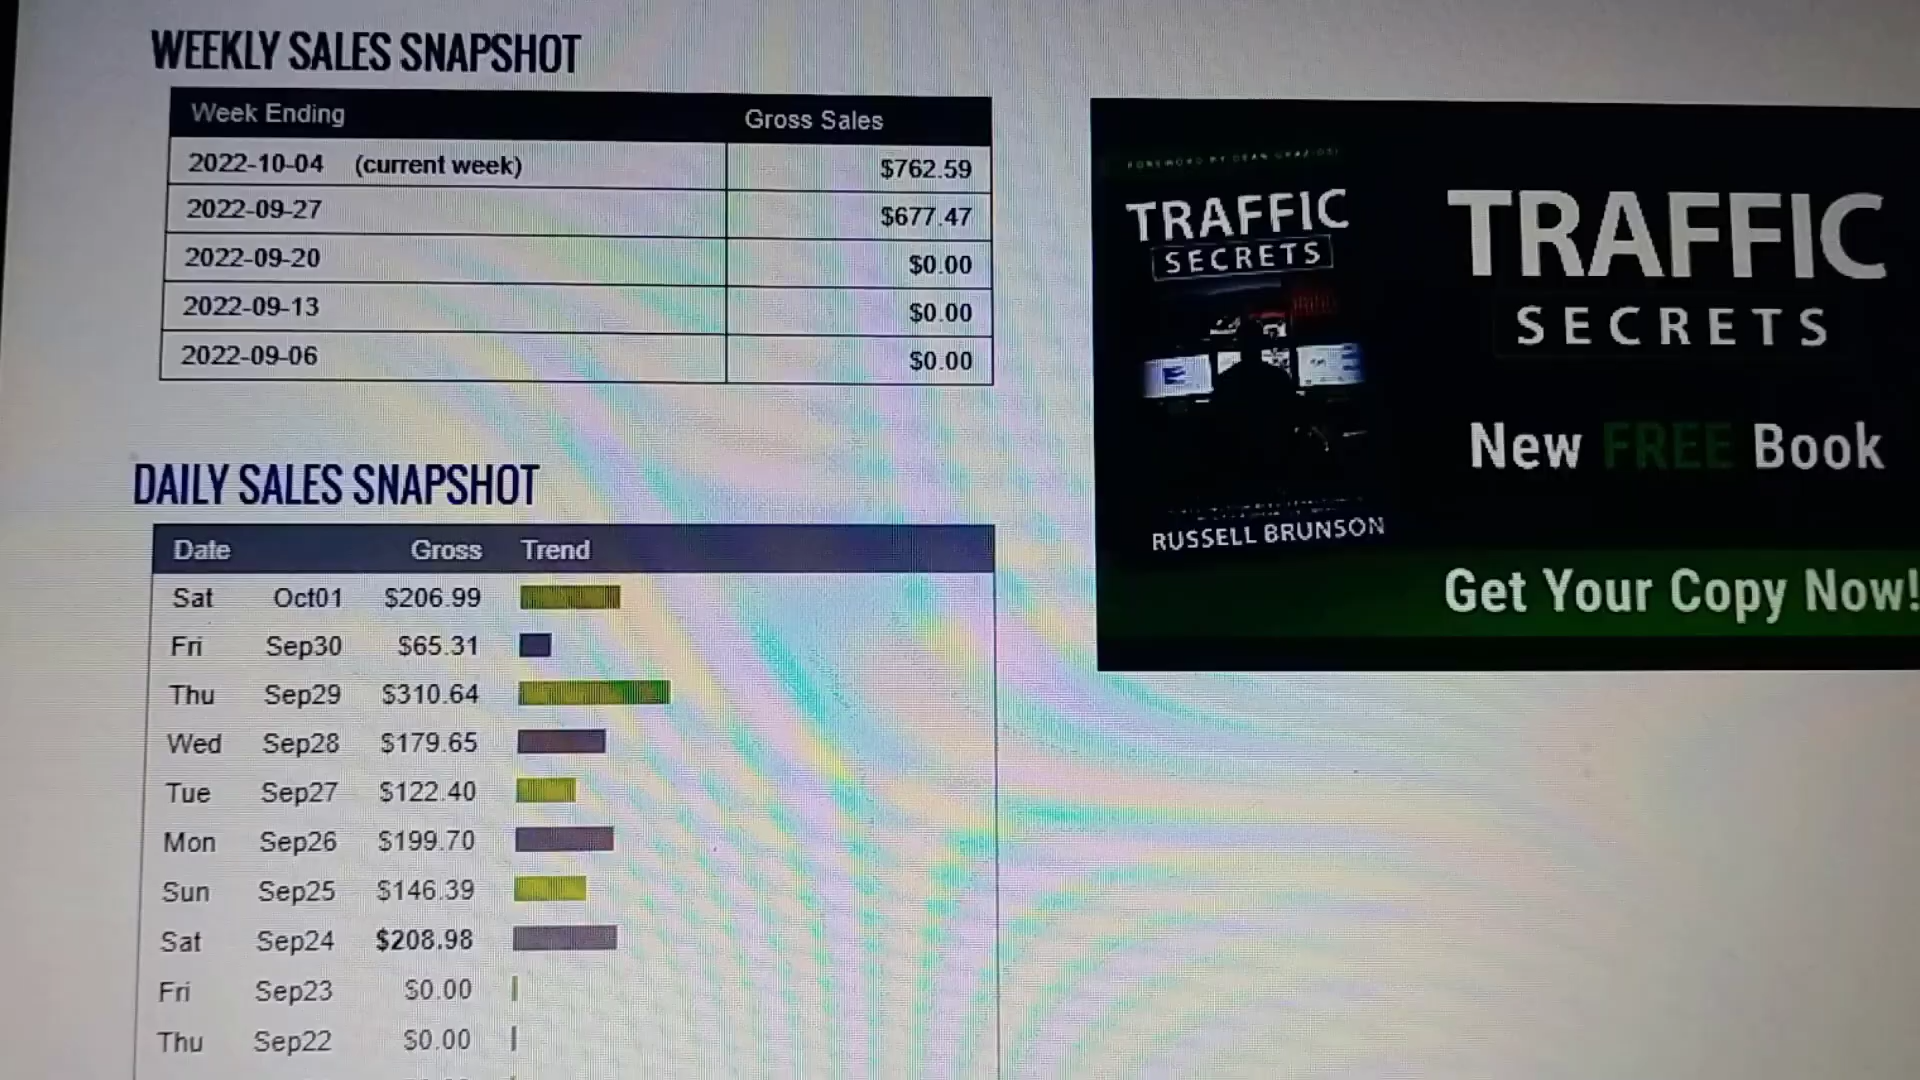 WEEKLY SALES SNAPSHOT
Week Ending Gross Sales
2022-10-04 (current week) $762.59
2022-09-27 $677.47
2022-09-20 $0.00
2022-09-13 $0.00
2022-09-06 $0.00
DAILY SALES SNAPSHOT
Date Gross Trend
Sat Oct01 $206.99
Fri Sep30 $65.31
Thu Sep29 $310.64
Wed Sep28 $179.65
Tue Sep27 $122.40
Mon Sep26 $199.70
Sun Sep25 $146.39
Sat Sep24 $208.98
Fri Sep23 $0.00
Thu Sep22 $0.00
FOREWORD BY DEAN GRAZIOSI
TRAFFIC
SECRETS
RUSSELL BRUNSON
TRAFFIC
SECRETS
New FREE Book
Get Your Copy Now!